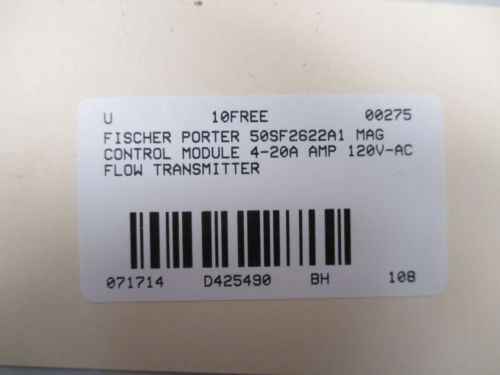 U 10FREE 00275
FISCHER PORTER 50SF2622A1 MAG
CONTROL MODULE 4-20A AMP 120V-AC
FLOW TRANSMITTER
071714 D425490 BH 108